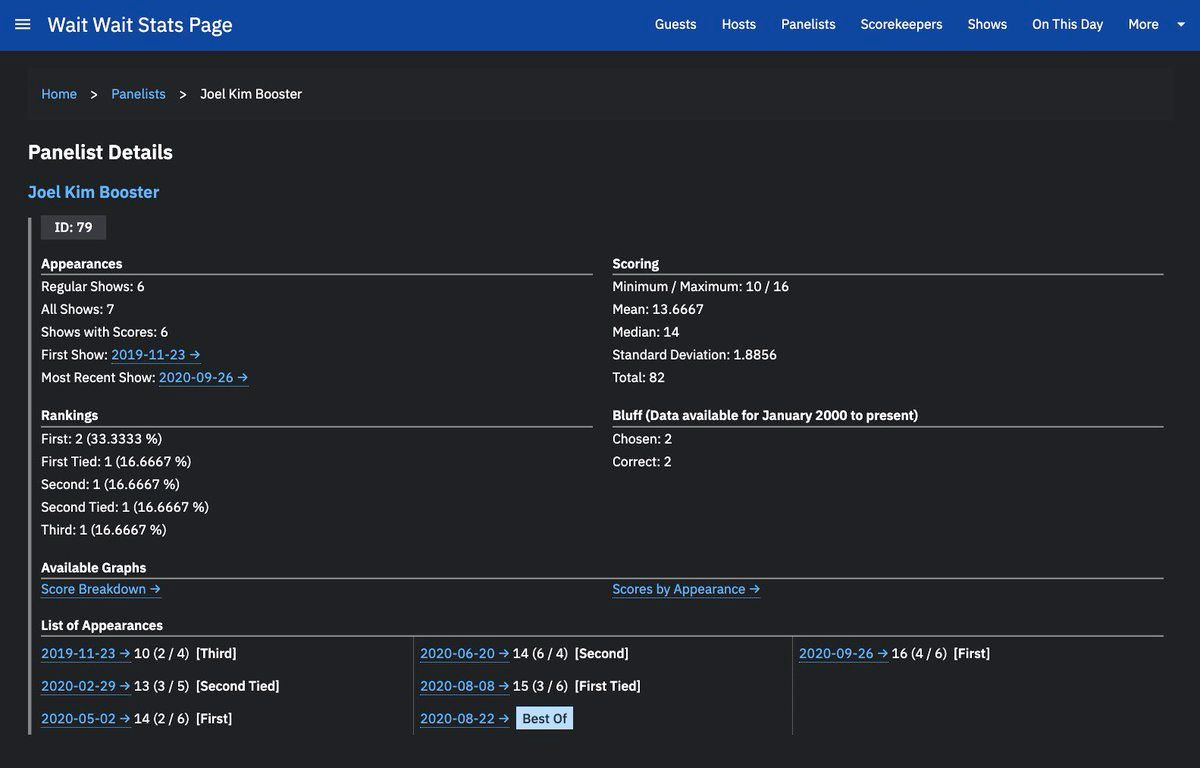 Wait Wait Stats Page
Guests Hosts Panelists Scorekeepers Shows On This Day More
Home > Panelists > Joel Kim Booster
Panelist Details
Joel Kim Booster
ID: 79
Appearances
Regular Shows: 6
All Shows: 7
Shows with Scores: 6
First Show: 2019-11-23 →
Most Recent Show: 2020-09-26 →
Scoring
Minimum / Maximum: 10 / 16
Mean: 13.6667
Median: 14
Standard Deviation: 1.8856
Total: 82
Rankings
First: 2 (33.3333 %)
First Tied: 1 (16.6667 %)
Second: 1 (16.6667 %)
Second Tied: 1 (16.6667 %)
Third: 1 (16.6667 %)
Bluff (Data available for January 2000 to present)
Chosen: 2
Correct: 2
Available Graphs
Score Breakdown →
Scores by Appearance →
List of Appearances
2019-11-23 → 10 (2 / 4) [Third]
2020-02-29 → 13 (3 / 5) [Second Tied]
2020-05-02 → 14 (2 / 6) [First]
2020-06-20 → 14 (6 / 4) [Second]
2020-08-08 → 15 (3 / 6) [First Tied]
2020-08-22 → Best Of
2020-09-26 → 16 (4 / 6) [First]